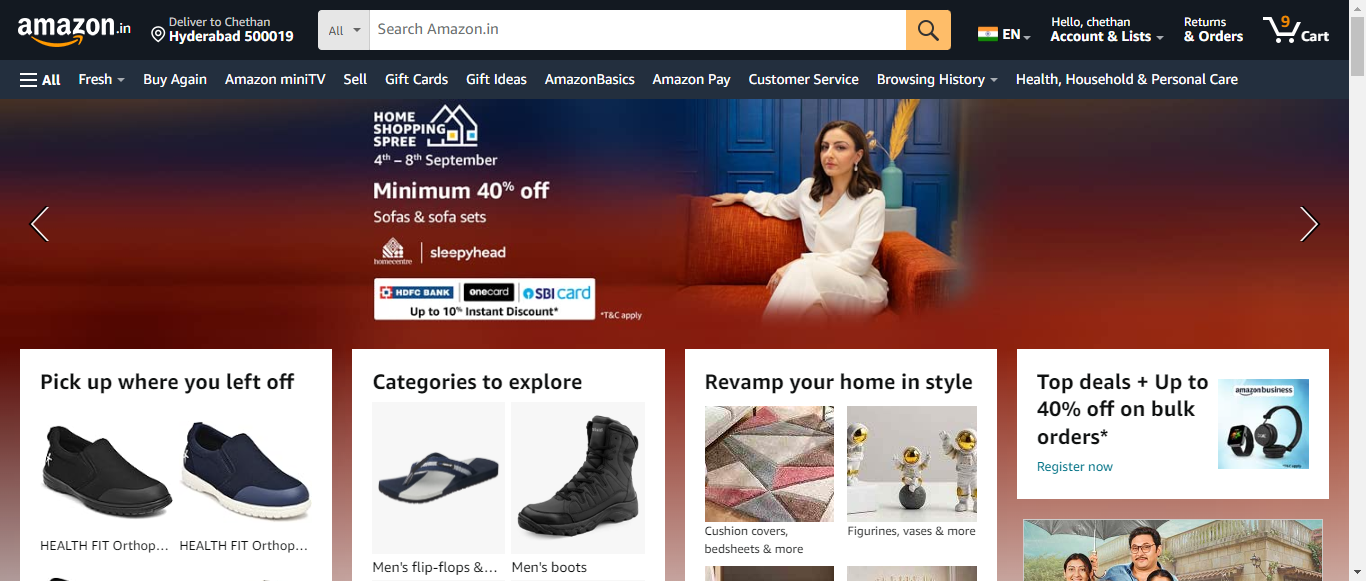 amazon.in
Deliver to Chethan
Hyderabad 500019
All
Search Amazon.in
EN
Hello, chethan
Account & Lists
Returns
& Orders
9
Cart
All
Fresh
Buy Again
Amazon miniTV
Sell
Gift Cards
Gift Ideas
AmazonBasics
Amazon Pay
Customer Service
Browsing History
Health, Household & Personal Care
HOME
SHOPPING
SPREE
4th – 8th September
Minimum 40% off
Sofas & sofa sets
homecentre
sleepyhead
HDFC BANK
onecard
SBI card
Up to 10% Instant Discount*
*T&C apply
Pick up where you left off
HEALTH FIT Orthop...
HEALTH FIT Orthop...
Categories to explore
Men's flip-flops &...
Men's boots
Revamp your home in style
Cushion covers,
bedsheets & more
Figurines, vases & more
Top deals + Up to
40% off on bulk
orders*
Register now
amazonbusiness
*T&C apply